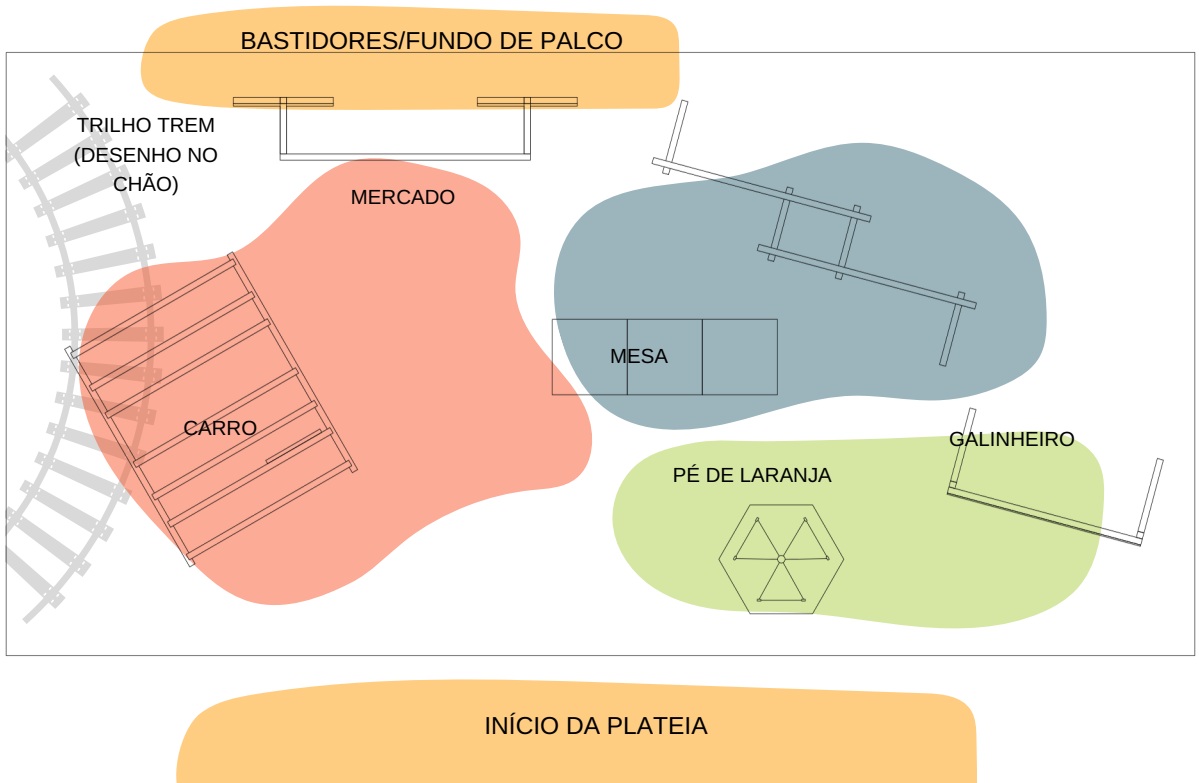 BASTIDORES/FUNDO DE PALCO
TRILHO TREM
(DESENHO NO
CHÃO)
MERCADO
MESA
CARRO
GALINHEIRO
PÉ DE LARANJA
INÍCIO DA PLATEIA